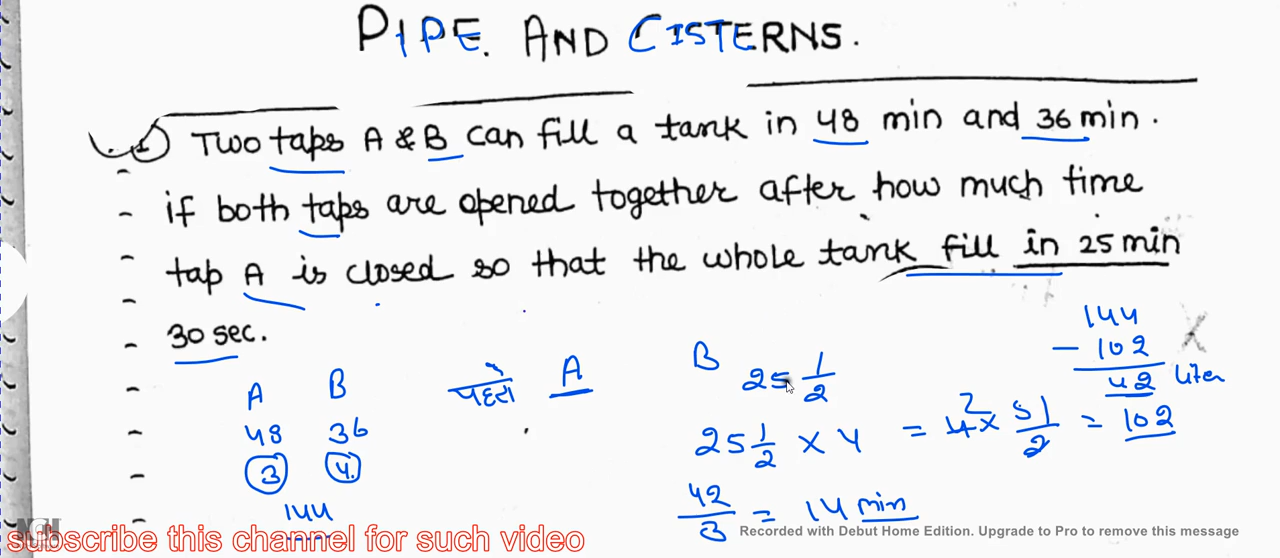 PIPE. AND CISTERNS.
1) Two taps A & B can fill a tank in 48 min and 36 min.
if both taps are opened together after how much time
tap A is closed so that the whole tank fill in 25 min
30 sec.
A B
48 36
3 4.
144
A
B
25 1/2
25 1/2 × 4 = 4 2 × 51/2 = 102
144
- 102
42 liter
42/3 = 14 min
subscribe this channel for such video
Recorded with Debut Home Edition. Upgrade to Pro to remove this message